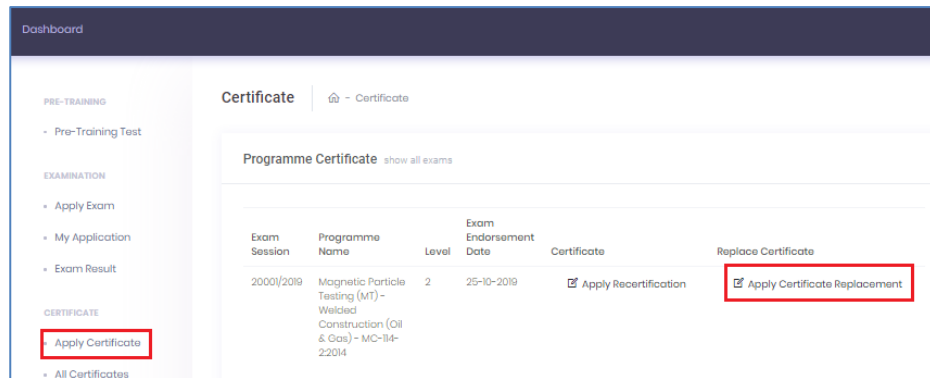 Dashboard
PRE-TRAINING
Pre-Training Test
EXAMINATION
Apply Exam
My Application
Exam Result
CERTIFICATE
Apply Certificate
All Certificates
Certificate
- Certificate
Programme Certificate show all exams
Exam Session
Programme Name
Level
Exam Endorsement Date
Certificate
Replace Certificate
20001/2019
Magnetic Particle
Testing (MT) -
Welded
Construction (Oil
& Gas) - MC-114-
2:2014
2
25-10-2019
Apply Recertification
Apply Certificate Replacement